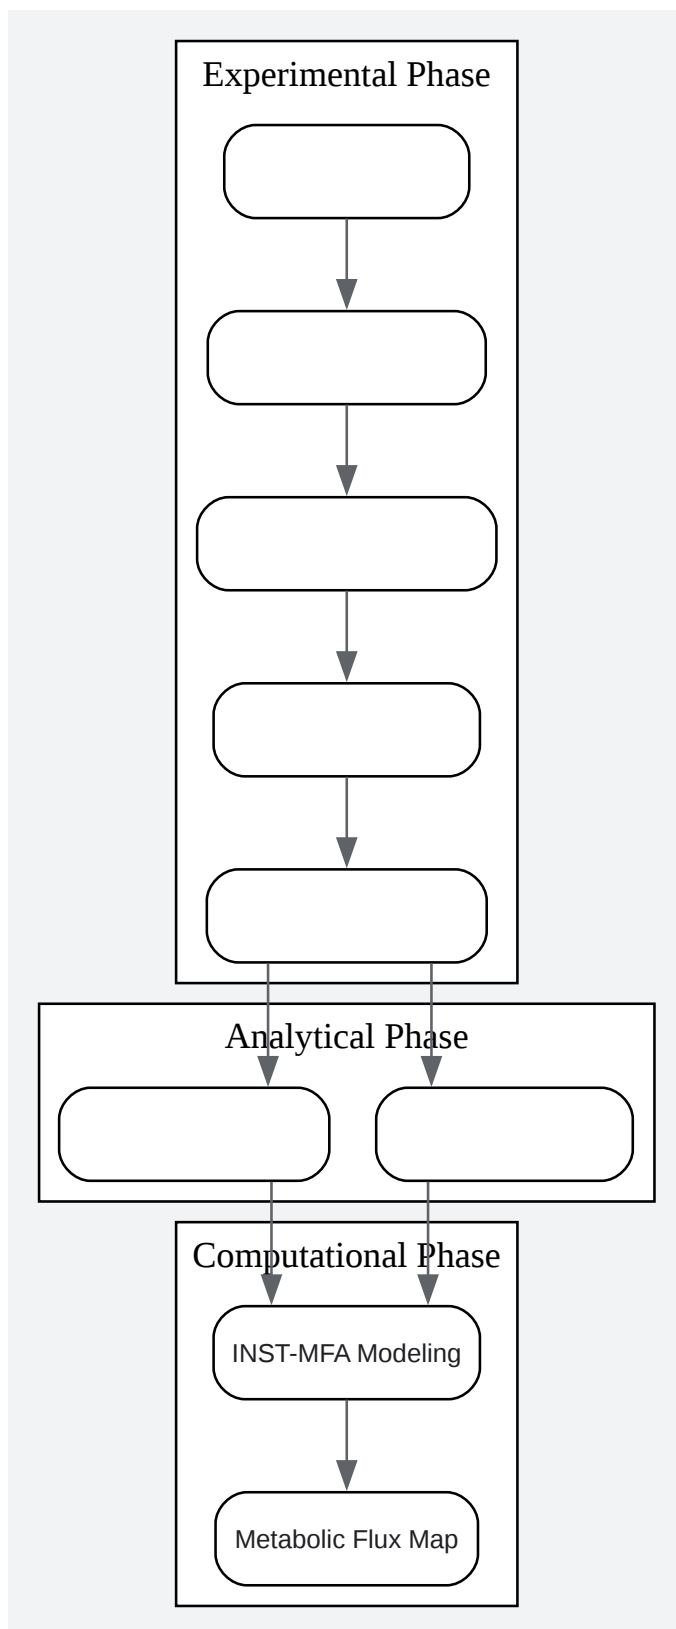 Experimental Phase
Analytical Phase
Computational Phase
INST-MFA Modeling
Metabolic Flux Map